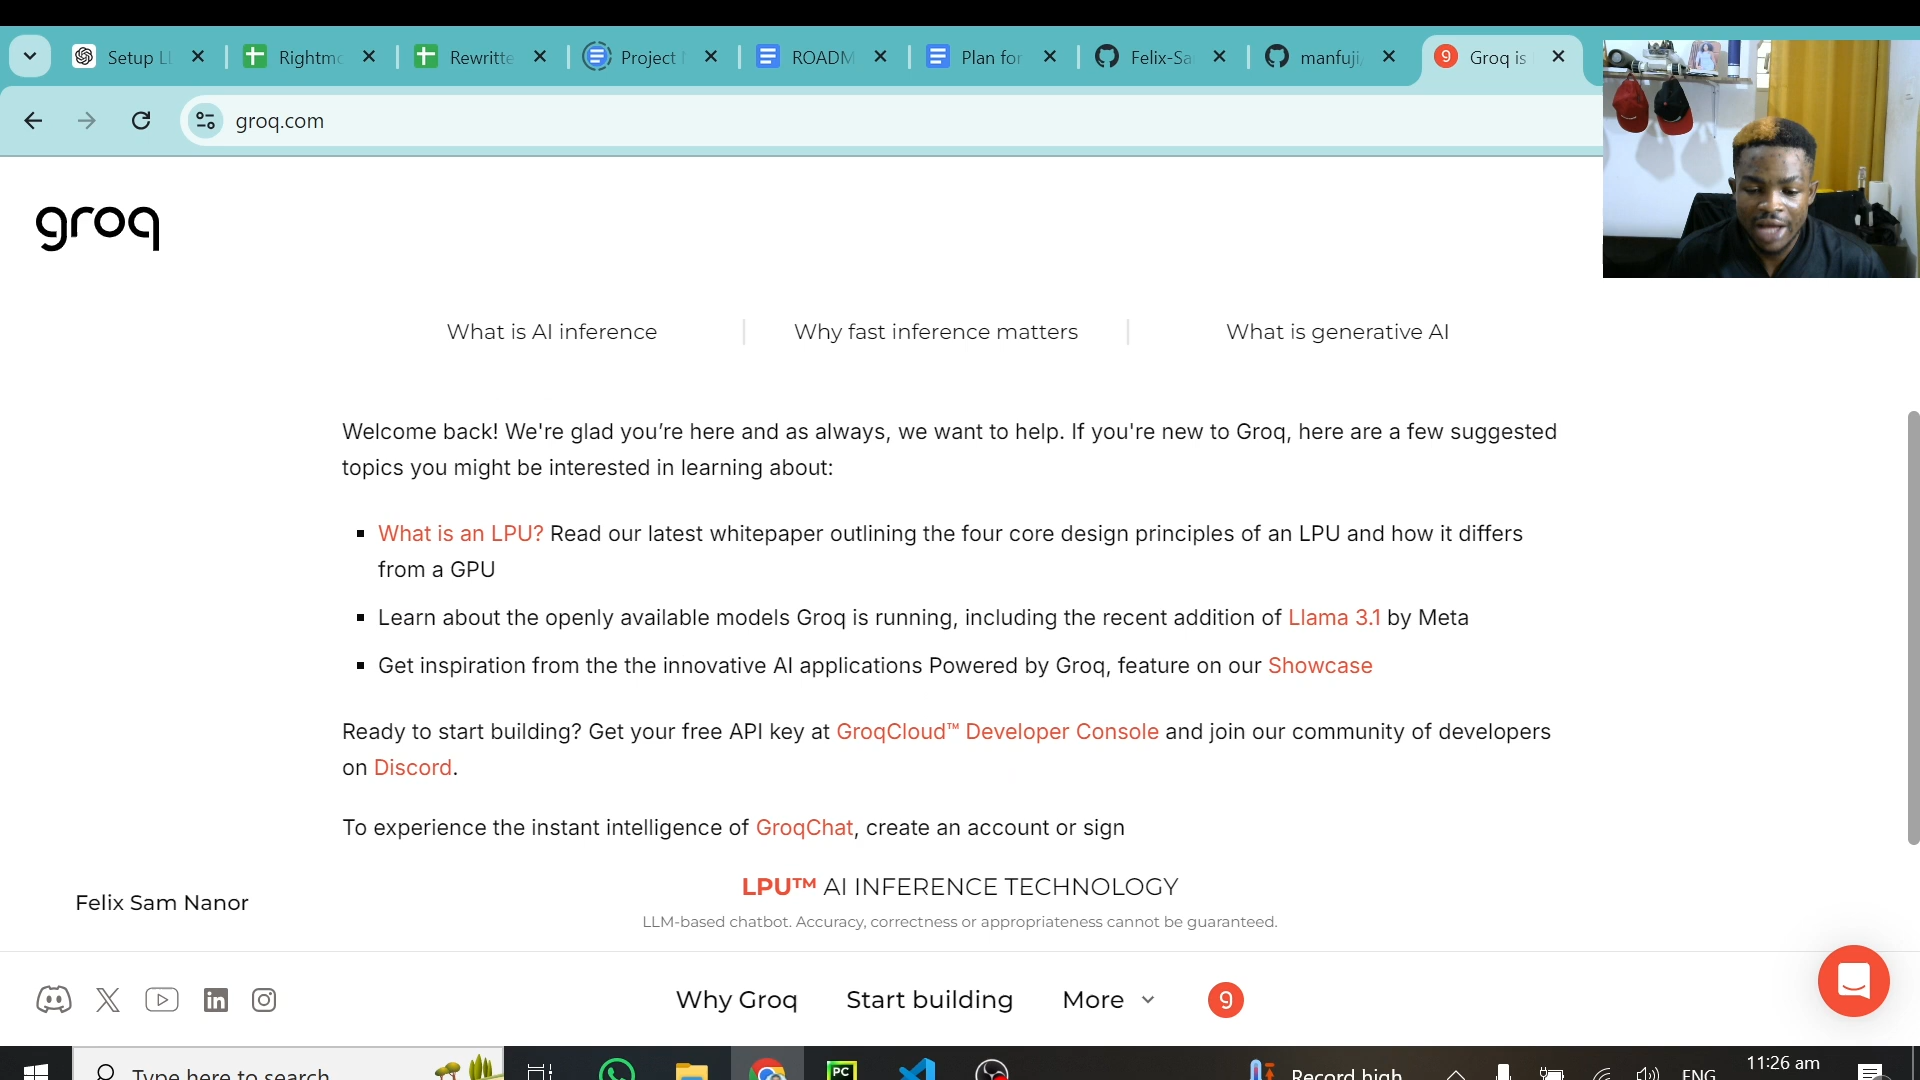 Setup LL
Rightmo
Rewritte
Project
ROADM
Plan for
Felix-Sa
manfuji/
Groq is
groq.com
groq
What is AI inference
Why fast inference matters
What is generative AI
Welcome back! We're glad you’re here and as always, we want to help. If you're new to Groq, here are a few suggested
topics you might be interested in learning about:
▪ What is an LPU? Read our latest whitepaper outlining the four core design principles of an LPU and how it differs
from a GPU
▪ Learn about the openly available models Groq is running, including the recent addition of Llama 3.1 by Meta
▪ Get inspiration from the the innovative AI applications Powered by Groq, feature on our Showcase
Ready to start building? Get your free API key at GroqCloud™ Developer Console and join our community of developers
on Discord.
To experience the instant intelligence of GroqChat, create an account or sign
LPU™ AI INFERENCE TECHNOLOGY
Felix Sam Nanor
LLM-based chatbot. Accuracy, correctness or appropriateness cannot be guaranteed.
Why Groq
Start building
More
9
Type here to search
PC
Record high
ENG
11:26 am